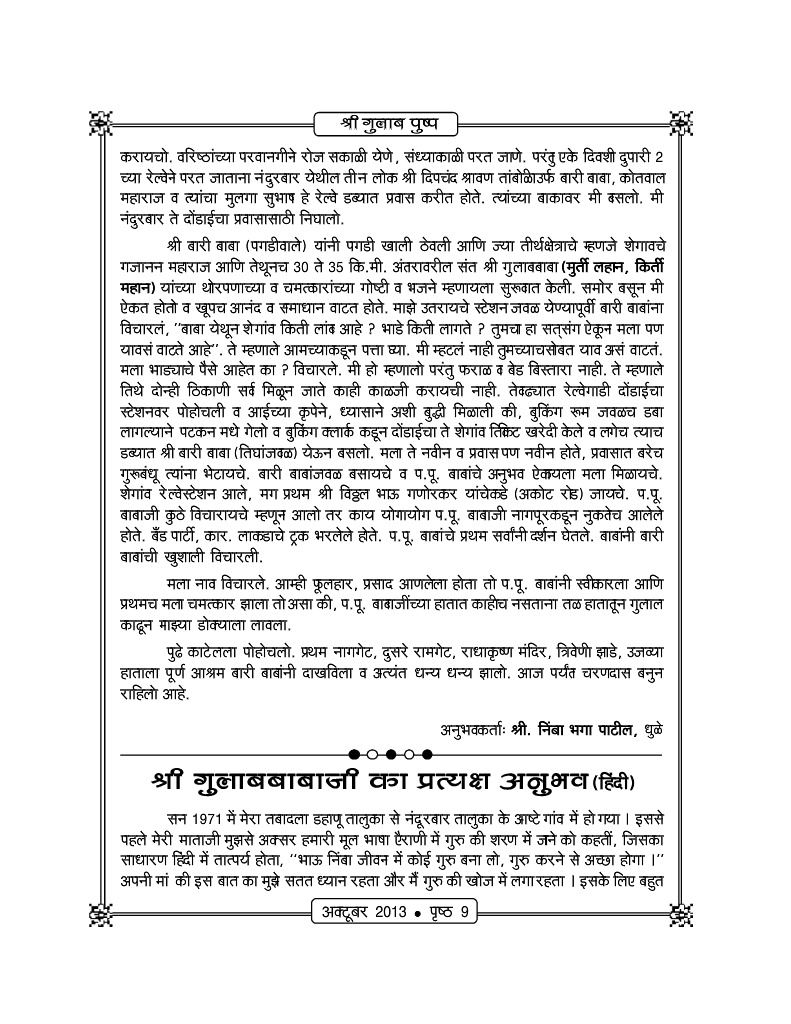 श्री गुलाब पुष्प
करायचो. वरिष्ठांच्या परवानगीने रोज सकाळी येणे, संध्याकाळी परत जाणे. परंतु एके दिवशी दुपारी 2
च्या रेल्वेने परत जाताना नंदुरबार येथील तीन लोक श्री दिपचंद श्रावण तांबोळी उर्फ बारी बाबा, कोतवाल
महाराज व त्यांचा मुलगा सुभाष हे रेल्वे डब्यात प्रवास करीत होते. त्यांच्या बाकावर मी बसलो. मी
नंदुरबार ते दोंडाईचा प्रवासासाठी निघालो.
श्री बारी बाबा (पगडीवाले) यांनी पगडी खाली ठेवली आणि ज्या तीर्थक्षेत्राचे म्हणजे शेगावचे
गजानन महाराज आणि तेथूनच 30 ते 35 कि.मी. अंतरावरील संत श्री गुलाबबाबा (मुर्ती लहान, किर्ती
महान) यांच्या थोरपणाच्या व चमत्कारांच्या गोष्टी व भजने म्हणायला सुरूवात केली. समोर बसून मी
ऐकत होतो व खूपच आनंद व समाधान वाटत होते. माझे उतरायचे स्टेशन जवळ येण्यापूर्वी बारी बाबांना
विचारलं, ''बाबा येथून शेगांव किती लांब आहे ? भाडे किती लागते ? तुमचा हा सत्‌संग ऐकून मला पण
यावसं वाटते आहे''. ते म्हणाले आमच्याकडून पत्ता घ्या. मी म्हटलं नाही तुमच्याचसोबत याव असं वाटतं.
मला भाड्याचे पैसे आहेत का ? विचारले. मी हो म्हणालो परंतु फराळ व बेड बिस्तारा नाही. ते म्हणाले
तिथे दोन्ही ठिकाणी सर्व मिळून जाते काही काळजी करायची नाही. तेवढ्यात रेल्वेगाडी दोंडाईचा
स्टेशनवर पोहोचली व आईच्या कृपेने, ध्यासाने अशी बुद्धी मिळाली की, बुकिंग रूम जवळच डबा
लागल्याने पटकन मधे गेलो व बुकिंग क्लार्क कडून दोंडाईचा ते शेगांव तिकिट खरेदी केले व लगेच त्याच
डब्यात श्री बारी बाबा (तिघांजवळ) येऊन बसलो. मला ते नवीन व प्रवास पण नवीन होते, प्रवासात बरेच
गुरूबंधू त्यांना भेटायचे. बारी बाबांजवळ बसायचे व प.पू. बाबांचे अनुभव ऐकायला मला मिळायचे.
शेगांव रेल्वेस्टेशन आले, मग प्रथम श्री विठ्ठल भाऊ गणोरकर यांचेकडे (अकोट रोड) जायचे. प.पू.
बाबाजी कुठे विचारायचे म्हणून आलो तर काय योगायोग प.पू. बाबाजी नागपूरकडून नुकतेच आलेले
होते. बँड पार्टी, कार. लाकडाचे ट्रक भरलेले होते. प.पू. बाबांचे प्रथम सर्वांनी दर्शन घेतले. बाबांनी बारी
बाबांची खुशाली विचारली.
मला नाव विचारले. आम्ही फूलहार, प्रसाद आणलेला होता तो प.पू. बाबांनी स्वीकारला आणि
प्रथमच मला चमत्कार झाला तो असा की, प.पू. बाबाजींच्या हातात काहीच नसताना तळ हातातून गुलाल
काढून माझ्या डोक्याला लावला.
पुढे काटेलला पोहोचलो. प्रथम नागगेट, दुसरे रामगेट, राधाकृष्ण मंदिर, त्रिवेणी झाडे, उजव्या
हाताला पूर्ण आश्रम बारी बाबांनी दाखविला व अत्यंत धन्य धन्य झालो. आज पर्यंत चरणदास बनुन
राहिलो आहे.
अनुभवकर्ताः श्री. निंबा भगा पाटील, धुळे
श्री गुलाबबाबाजी का प्रत्यक्ष अनुभव (हिंदी)
सन 1971 में मेरा तबादला डहाणू तालुका से नंदूरबार तालुका के आष्टे गांव में हो गया । इससे
पहले मेरी माताजी मुझसे अक्सर हमारी मूल भाषा ऐराणी में गुरु की शरण में जाने को कहतीं, जिसका
साधारण हिंदी में तात्पर्य होता, ''भाऊ निंबा जीवन में कोई गुरु बना लो, गुरु करने से अच्छा होगा ।''
अपनी मां की इस बात का मुझे सतत ध्यान रहता और मैं गुरु की खोज में लगा रहता । इसके लिए बहुत
अक्टूबर 2013 ● पृष्ठ 9